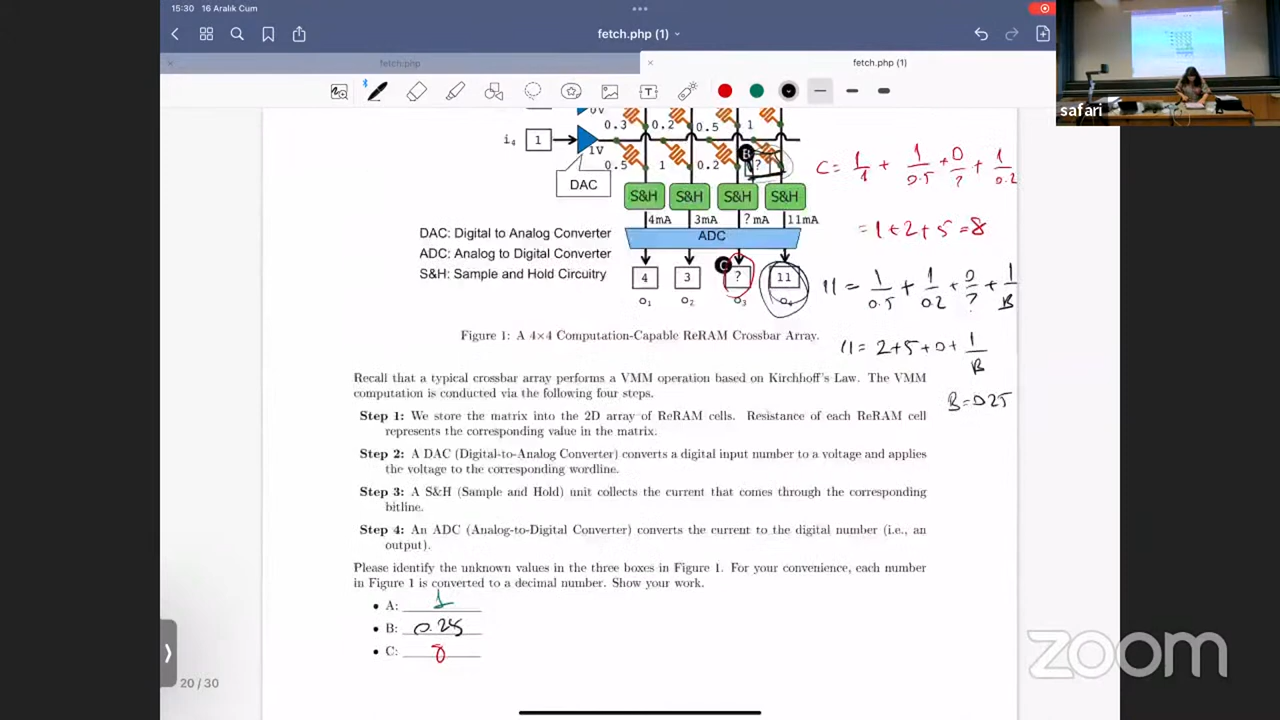 15:30 16 Aralık Cum
fetch.php (1)
fetch.php
fetch.php (1)
safari
0V
0.3 0.2 0.5 1
i4 1
1V
0.5 1 0.2 B ?
DAC
S&H S&H S&H S&H
4mA 3mA ?mA 11mA
DAC: Digital to Analog Converter
ADC
ADC: Analog to Digital Converter
S&H: Sample and Hold Circuitry
C
4 3 ? 11
o1 o2 o3 o4
C = 1/1 + 1/0.5 + 0/? + 1/0.2
= 1 + 2 + 5 = 8
11 = 1/0.5 + 1/0.2 + 0/? + 1/B
11 = 2+5+0+ 1/B
B = 0.25
Figure 1: A 4×4 Computation-Capable ReRAM Crossbar Array.
Recall that a typical crossbar array performs a VMM operation based on Kirchhoff's Law. The VMM
computation is conducted via the following four steps.
Step 1: We store the matrix into the 2D array of ReRAM cells. Resistance of each ReRAM cell
represents the corresponding value in the matrix.
Step 2: A DAC (Digital-to-Analog Converter) converts a digital input number to a voltage and applies
the voltage to the corresponding wordline.
Step 3: A S&H (Sample and Hold) unit collects the current that comes through the corresponding
bitline.
Step 4: An ADC (Analog-to-Digital Converter) converts the current to the digital number (i.e., an
output).
Please identify the unknown values in the three boxes in Figure 1. For your convenience, each number
in Figure 1 is converted to a decimal number. Show your work.
• A: 1
• B: 0.25
• C: 8
20 / 30
zoom